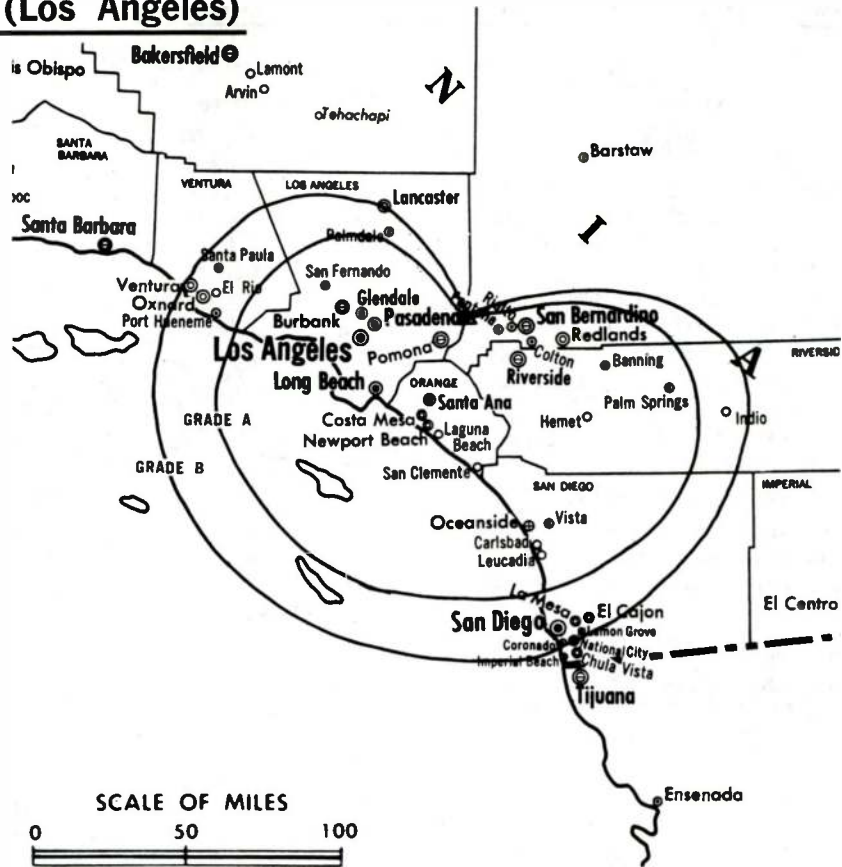 (Los Angeles)
Bakersfield
is Obispo
Lamont
Arvin
N
Tehachapi
SANTA
BARBARA
Barstaw
VENTURA
LOS ANGELES
Lancaster
I
Santa Barbara
Palmdale
Santa Paula
San Fernando
Ventura
El Rio
Oxnard
Port Hueneme
Glendale
Burbank
Pasadena
Fontana
Rialto
San Bernardino
Redlands
Los Angeles
Pomona
Colton
Banning
A
RIVERSID
Riverside
Long Beach
ORANGE
Santa Ana
Palm Springs
GRADE A
Costa Mesa
Newport Beach
Laguna
Beach
Hemet
Indio
GRADE B
San Clemente
SAN DIEGO
IMPERIAL
Oceanside
Vista
Carlsbad
Leucadia
La Mesa
El Cajon
El Centro
San Diego
Lemon Grove
Coronado
National City
Imperial Beach
Chula Vista
Tijuana
Ensenada
SCALE OF MILES
0 50 100